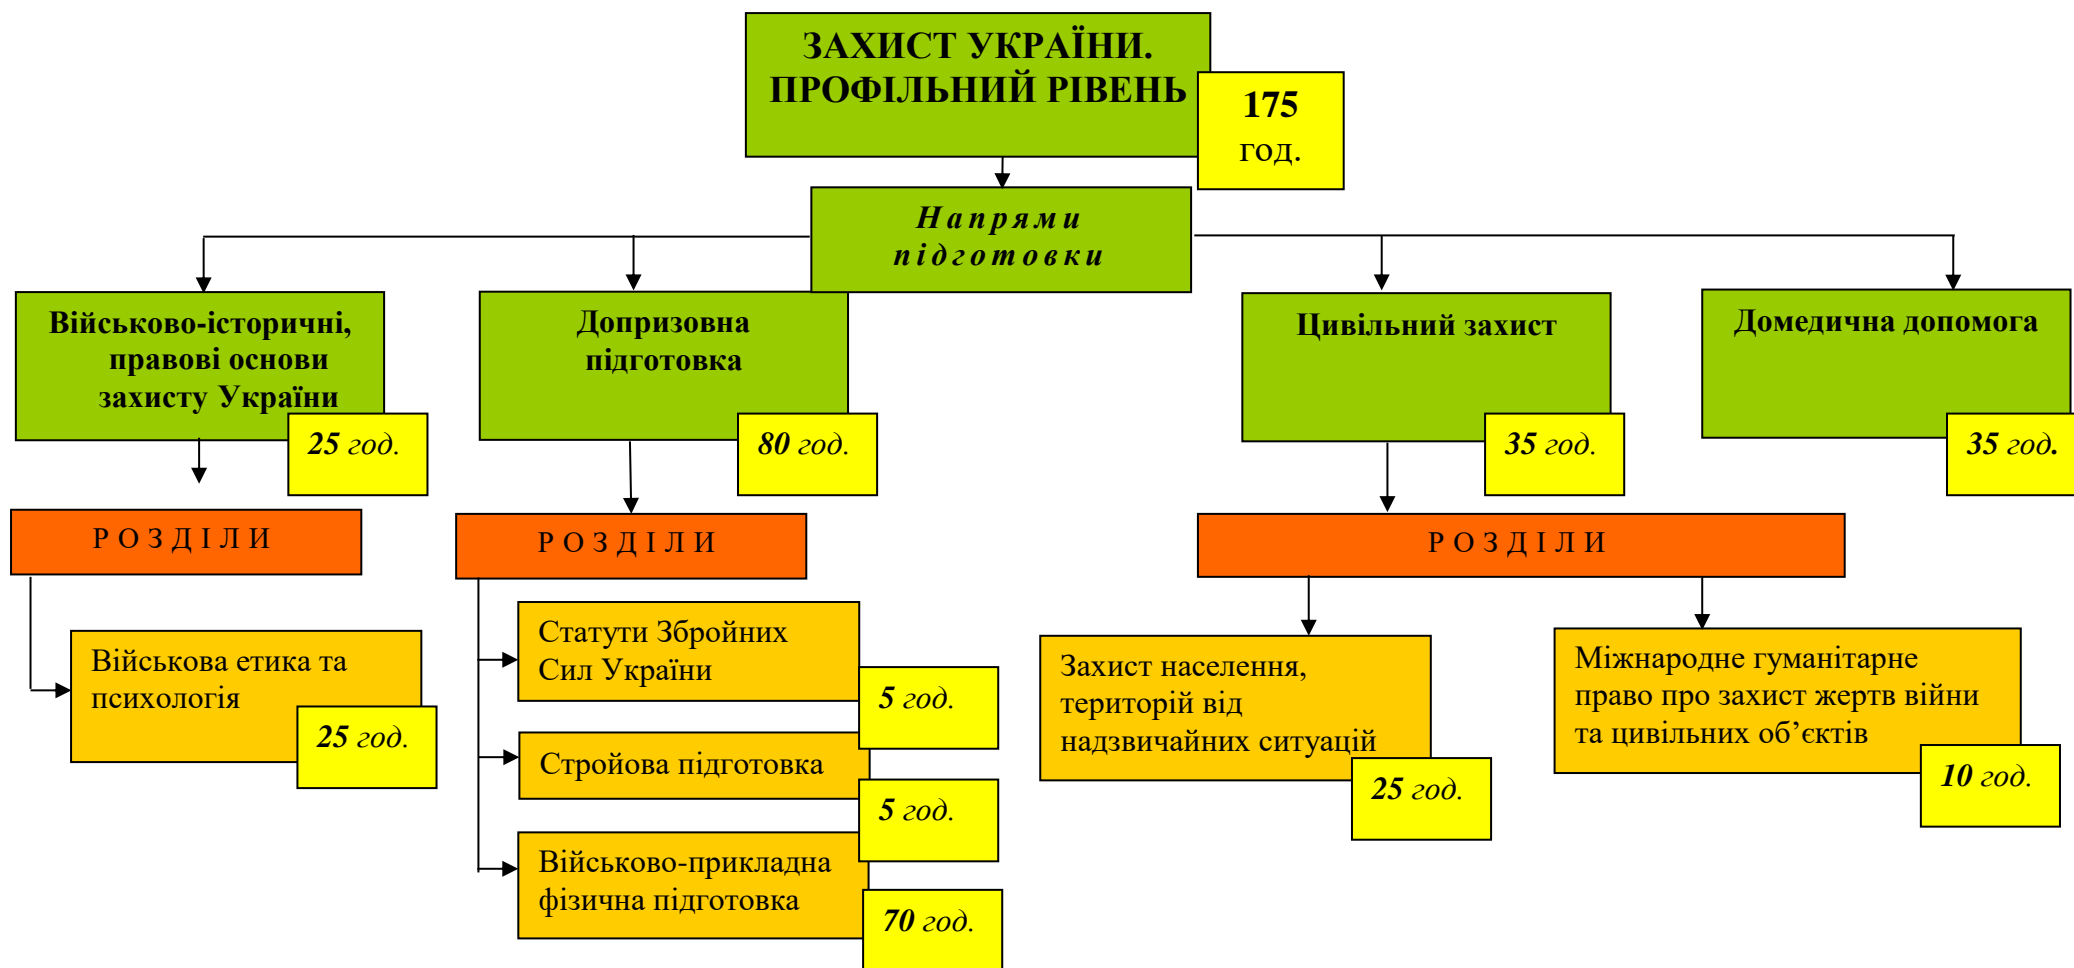 ЗАХИСТ УКРАЇНИ.
ПРОФІЛЬНИЙ РІВЕНЬ
175
год.
Напрями
підготовки
Військово-історичні,
правові основи
захисту України
25 год.
Допризовна
підготовка
80 год.
Цивільний захист
35 год.
Домедична допомога
35 год.
Р О З Д І Л И
Р О З Д І Л И
Р О З Д І Л И
Військова етика та
психологія
25 год.
Статути Збройних
Сил України
5 год.
Стройова підготовка
5 год.
Військово-прикладна
фізична підготовка
70 год.
Захист населення,
територій від
надзвичайних ситуацій
25 год.
Міжнародне гуманітарне
право про захист жертв війни
та цивільних об’єктів
10 год.